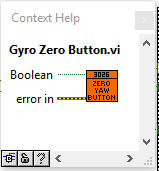 Context Help
Gyro Zero Button.vi
Boolean
error in
3026
ZERO
YAW
BUTTON
?